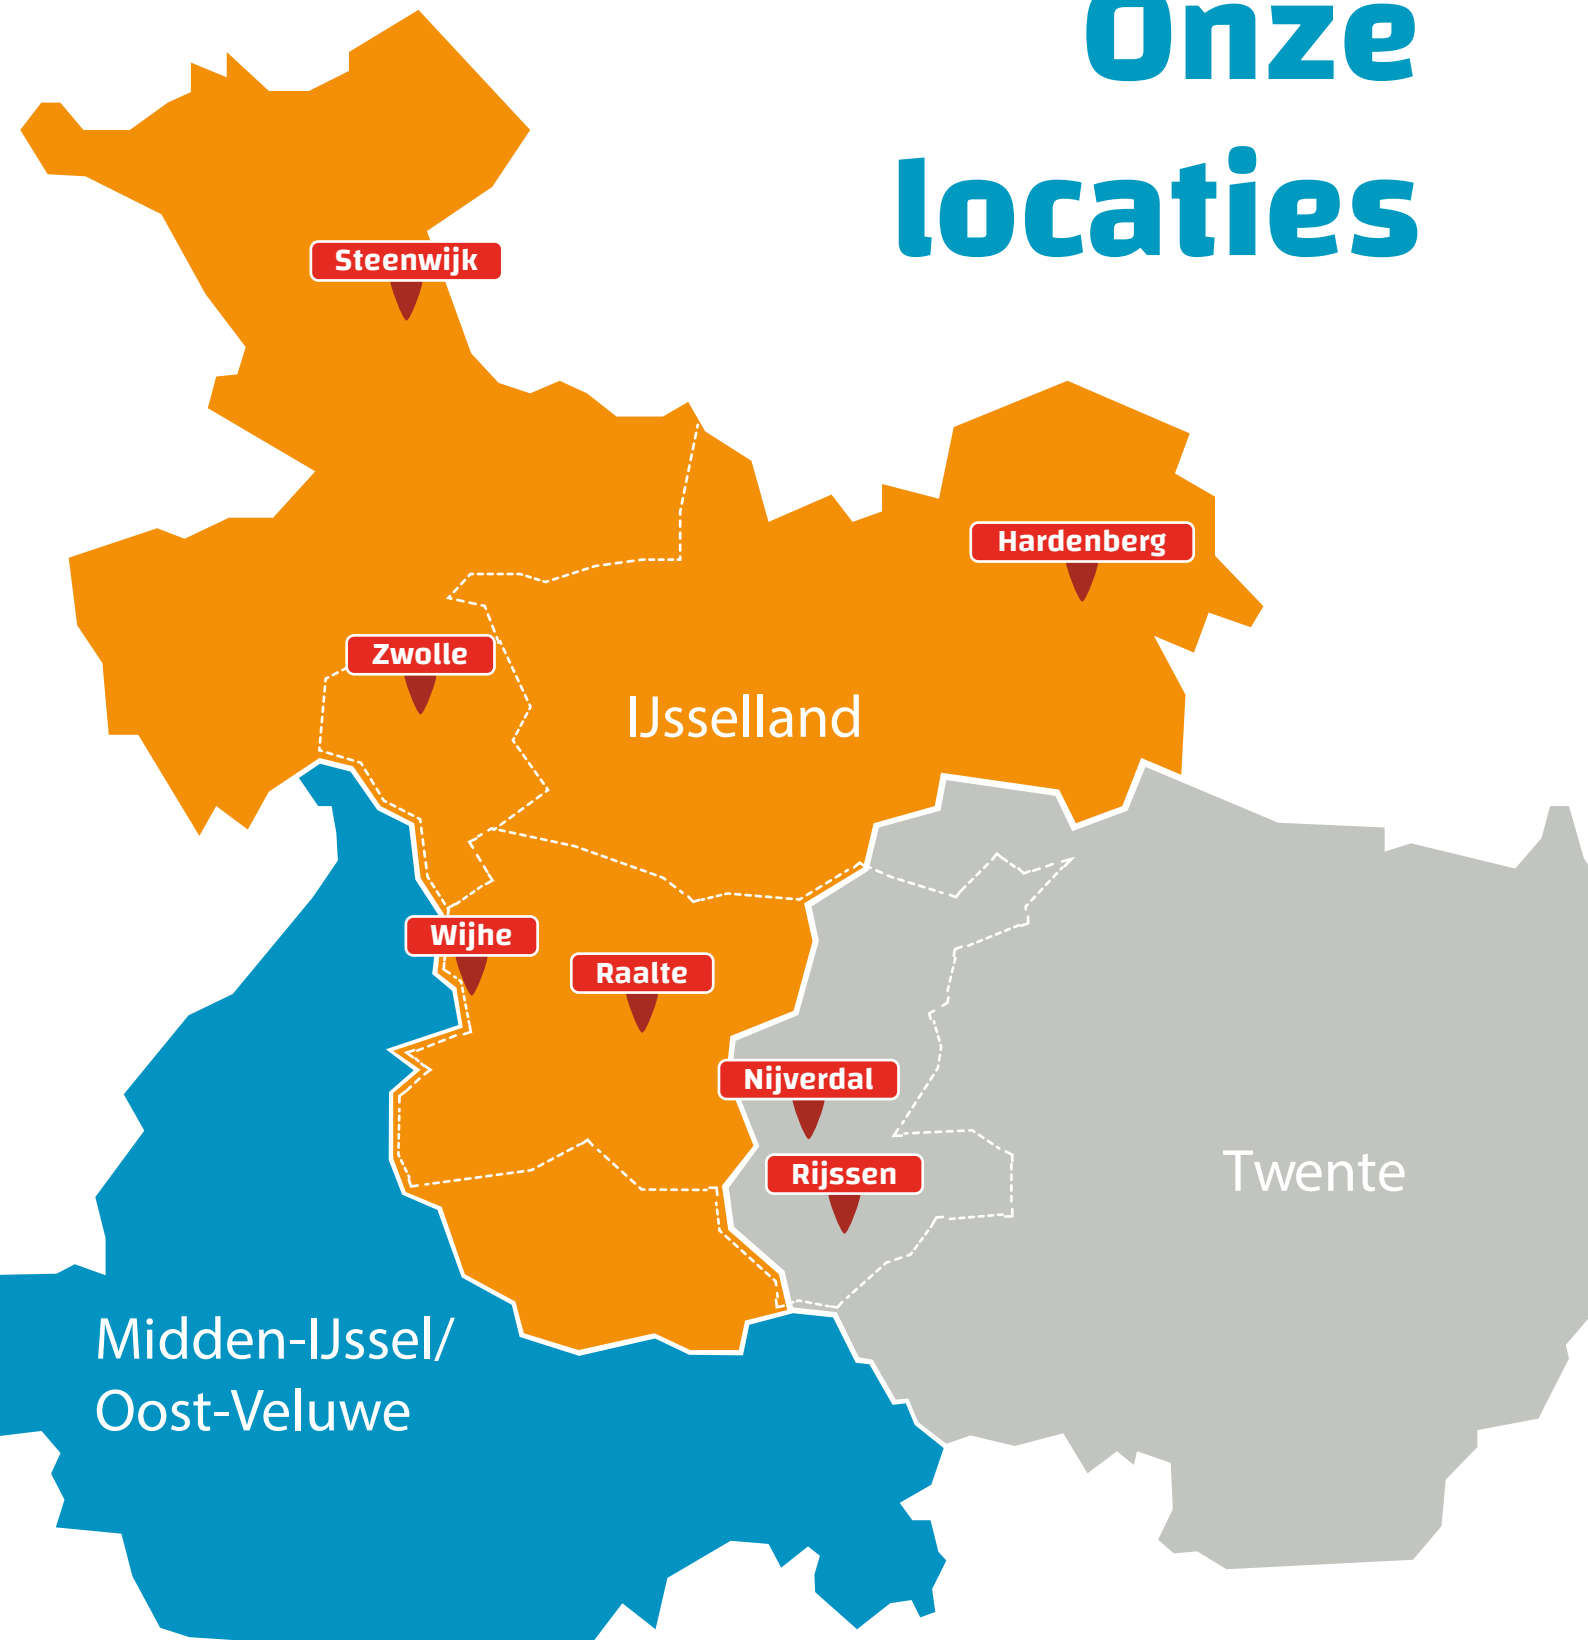 Onze
locaties
Steenwijk
Hardenberg
Zwolle
IJsselland
Wijhe
Raalte
Nijverdal
Rijssen
Twente
Midden-IJssel/
Oost-Veluwe